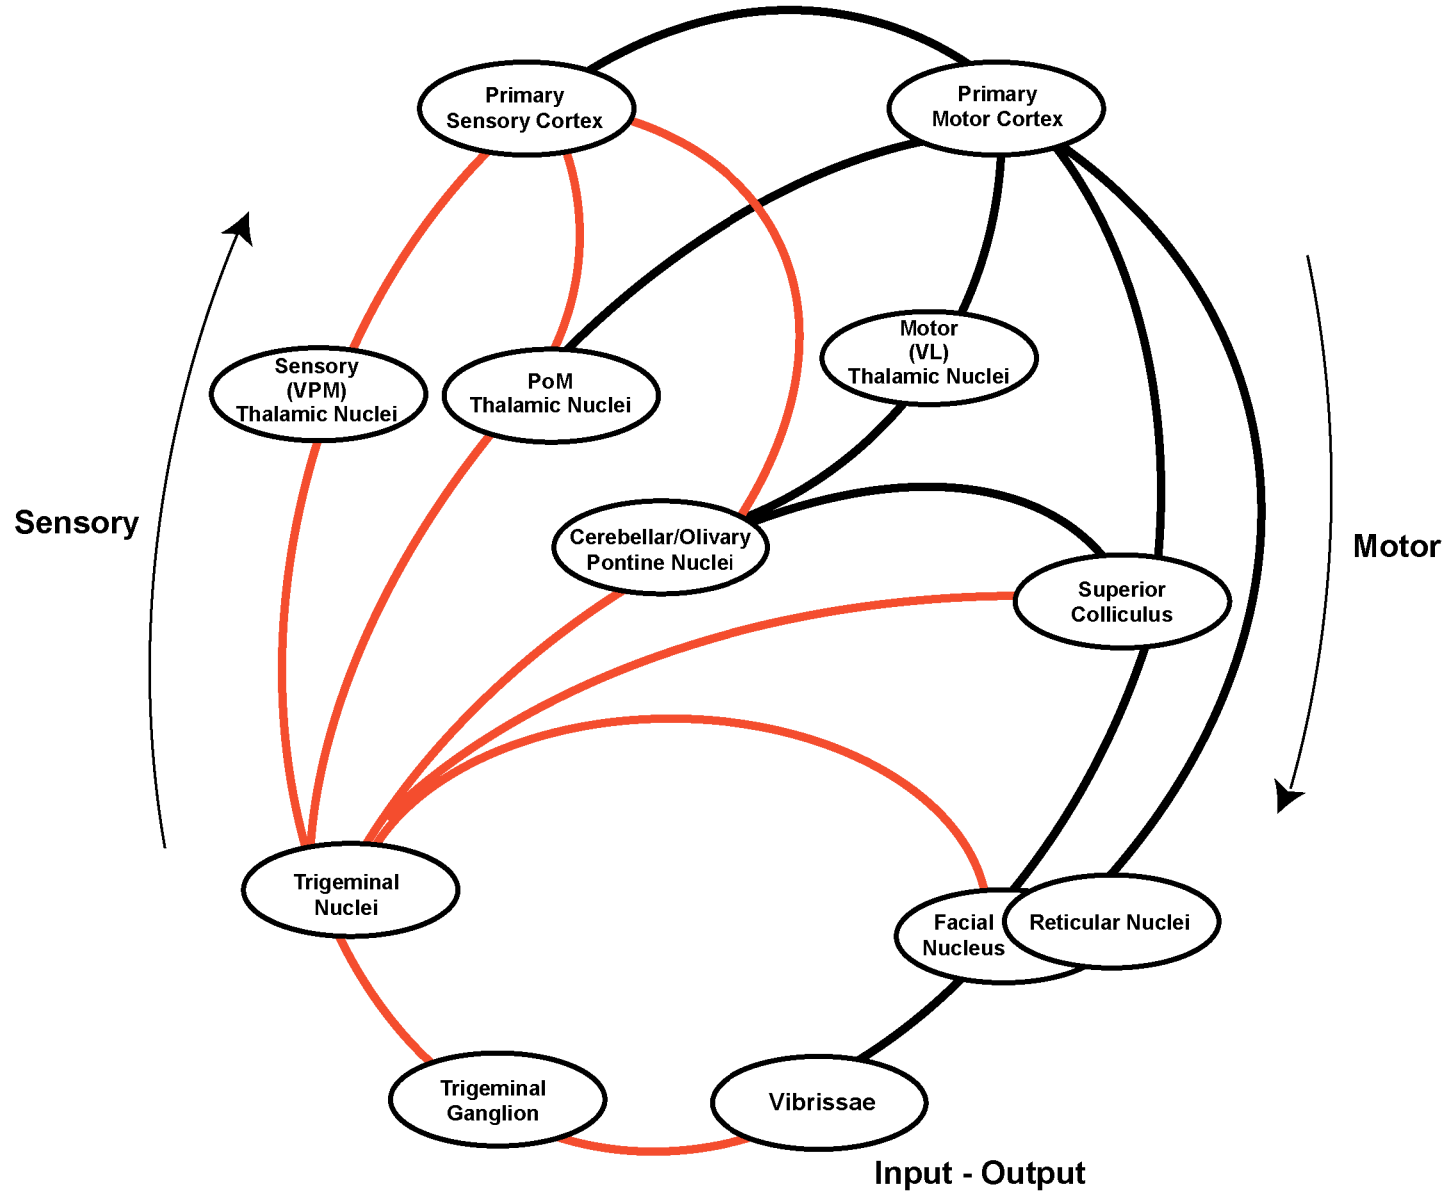 Primary
Sensory Cortex
Primary
Motor Cortex
Sensory
(VPM)
Thalamic Nuclei
PoM
Thalamic Nuclei
Motor
(VL)
Thalamic Nuclei
Sensory
Cerebellar/Olivary
Pontine Nuclei
Motor
Superior
Colliculus
Trigeminal
Nuclei
Facial
Nucleus
Reticular Nuclei
Trigeminal
Ganglion
Vibrissae
Input - Output